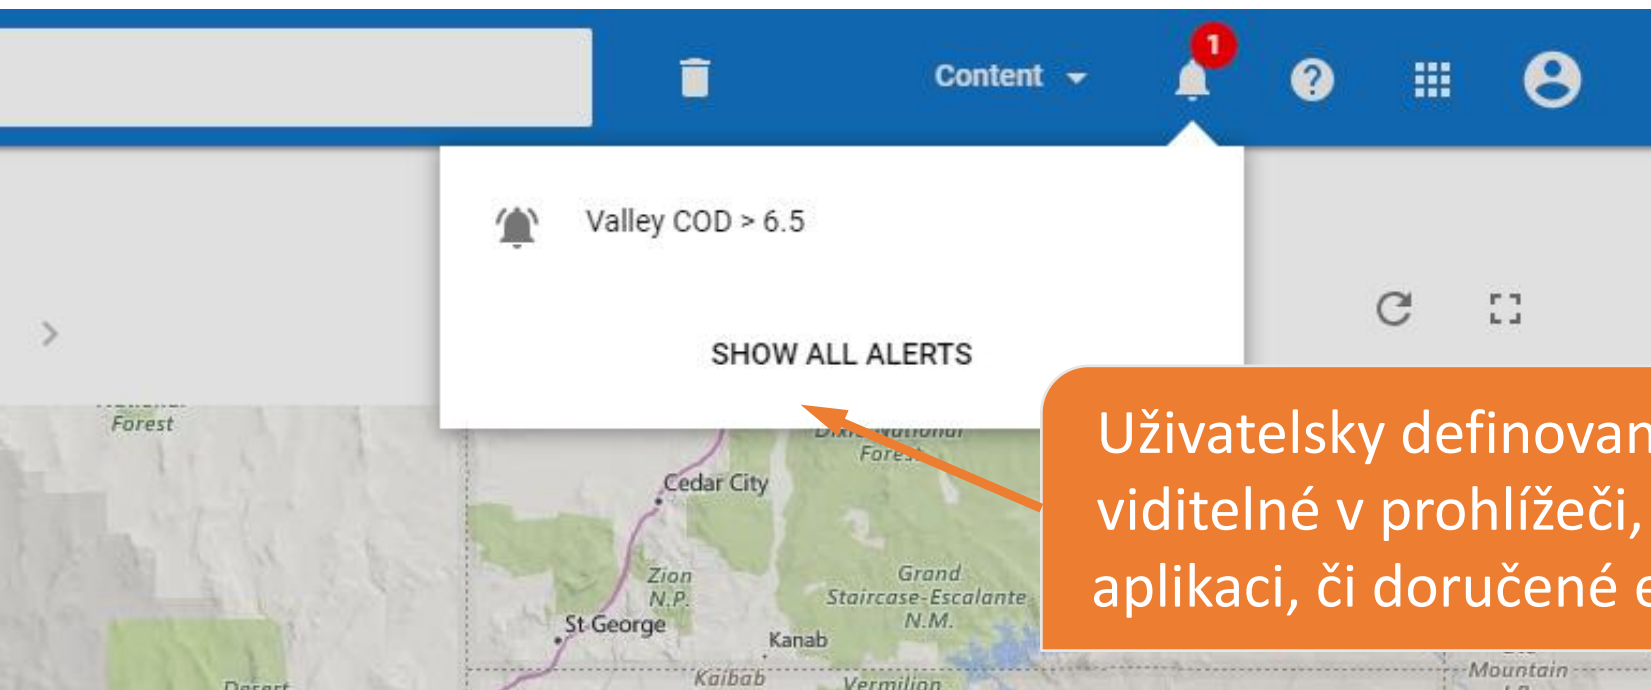 1
Content
Valley COD > 6.5
SHOW ALL ALERTS
Forest
Cedar City
Zion
N.P.
Grand
Staircase-Escalante
N.M.
St George
Kanab
Kaibab
Vermilion
Mountain
Uživatelsky definovan
viditelné v prohlížeči,
aplikaci, či doručené e